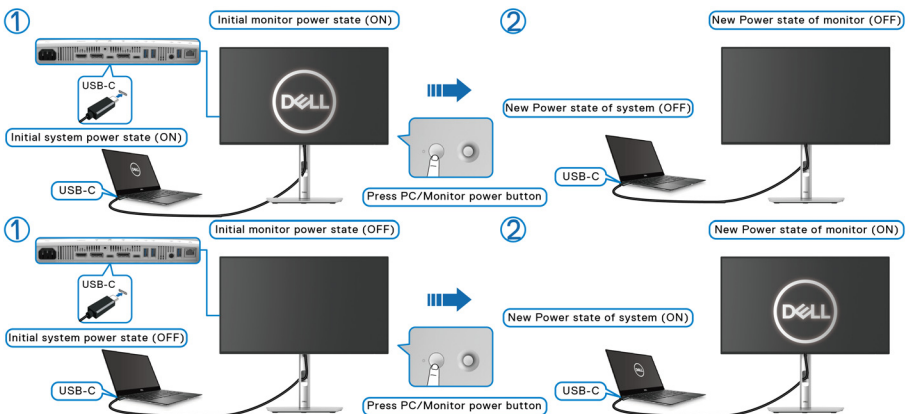 ① Initial monitor power state (ON)
② New Power state of monitor (OFF)
DELL
USB-C
New Power state of system (OFF)
Initial system power state (ON)
DELL
USB-C
USB-C
Press PC/Monitor power button
① Initial monitor power state (OFF)
② New Power state of monitor (ON)
USB-C
DELL
New Power state of system (ON)
Initial system power state (OFF)
DELL
USB-C
USB-C
Press PC/Monitor power button